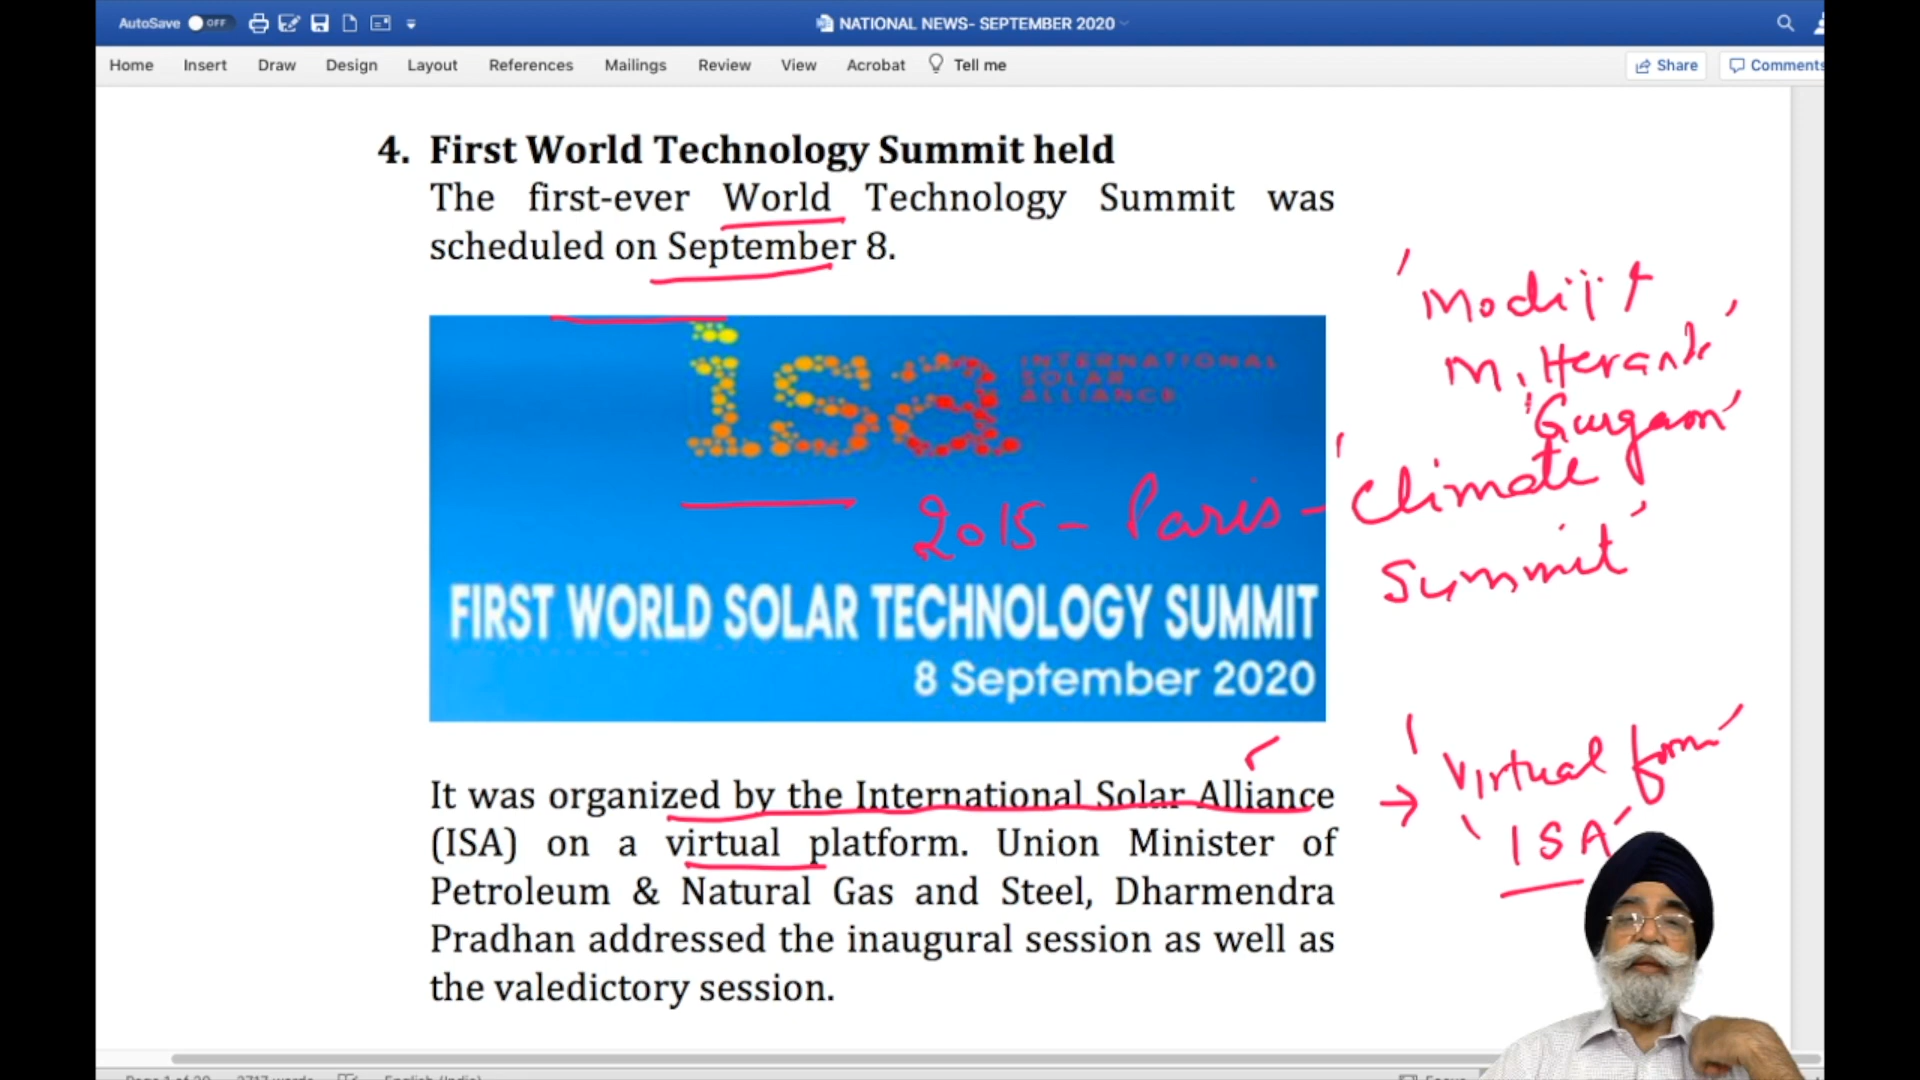 AutoSave OFF NATIONAL NEWS- SEPTEMBER 2020
Home Insert Draw Design Layout References Mailings Review View Acrobat Tell me Share Comments
4. First World Technology Summit held
The first-ever World Technology Summit was
scheduled on September 8.
isa INTERNATIONAL
SOLAR
ALLIANCE
FIRST WORLD SOLAR TECHNOLOGY SUMMIT
8 September 2020
2015 - Paris - 'Climate
Summit'
'Modiji
'Gurgaon'
It was organized by the International Solar Alliance
(ISA) on a virtual platform. Union Minister of
Petroleum & Natural Gas and Steel, Dharmendra
Pradhan addressed the inaugural session as well as
the valedictory session.
'Virtual form'
→ 'ISA'